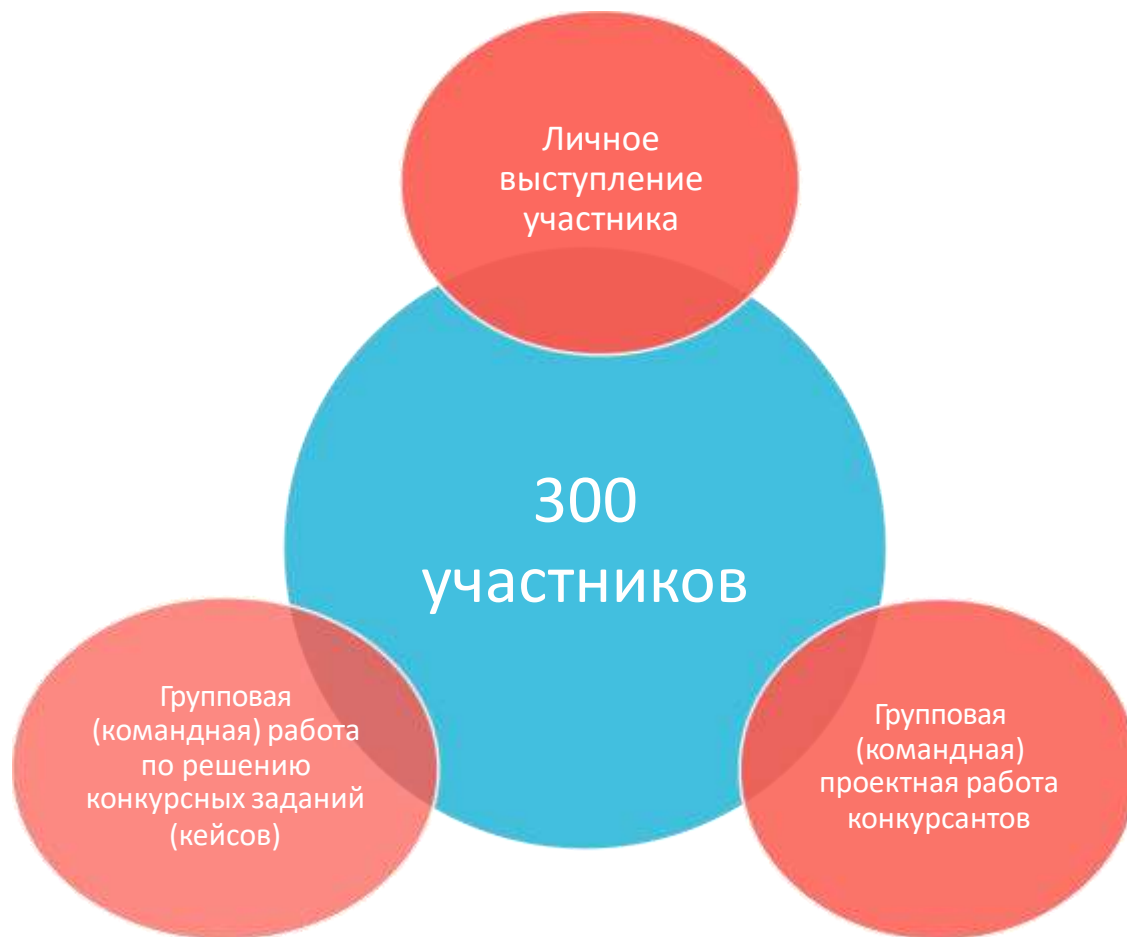 Личное
выступление
участника
300
участников
Групповая
(командная) работа
по решению
конкурсных заданий
(кейсов)
Групповая
(командная)
проектная работа
конкурсантов